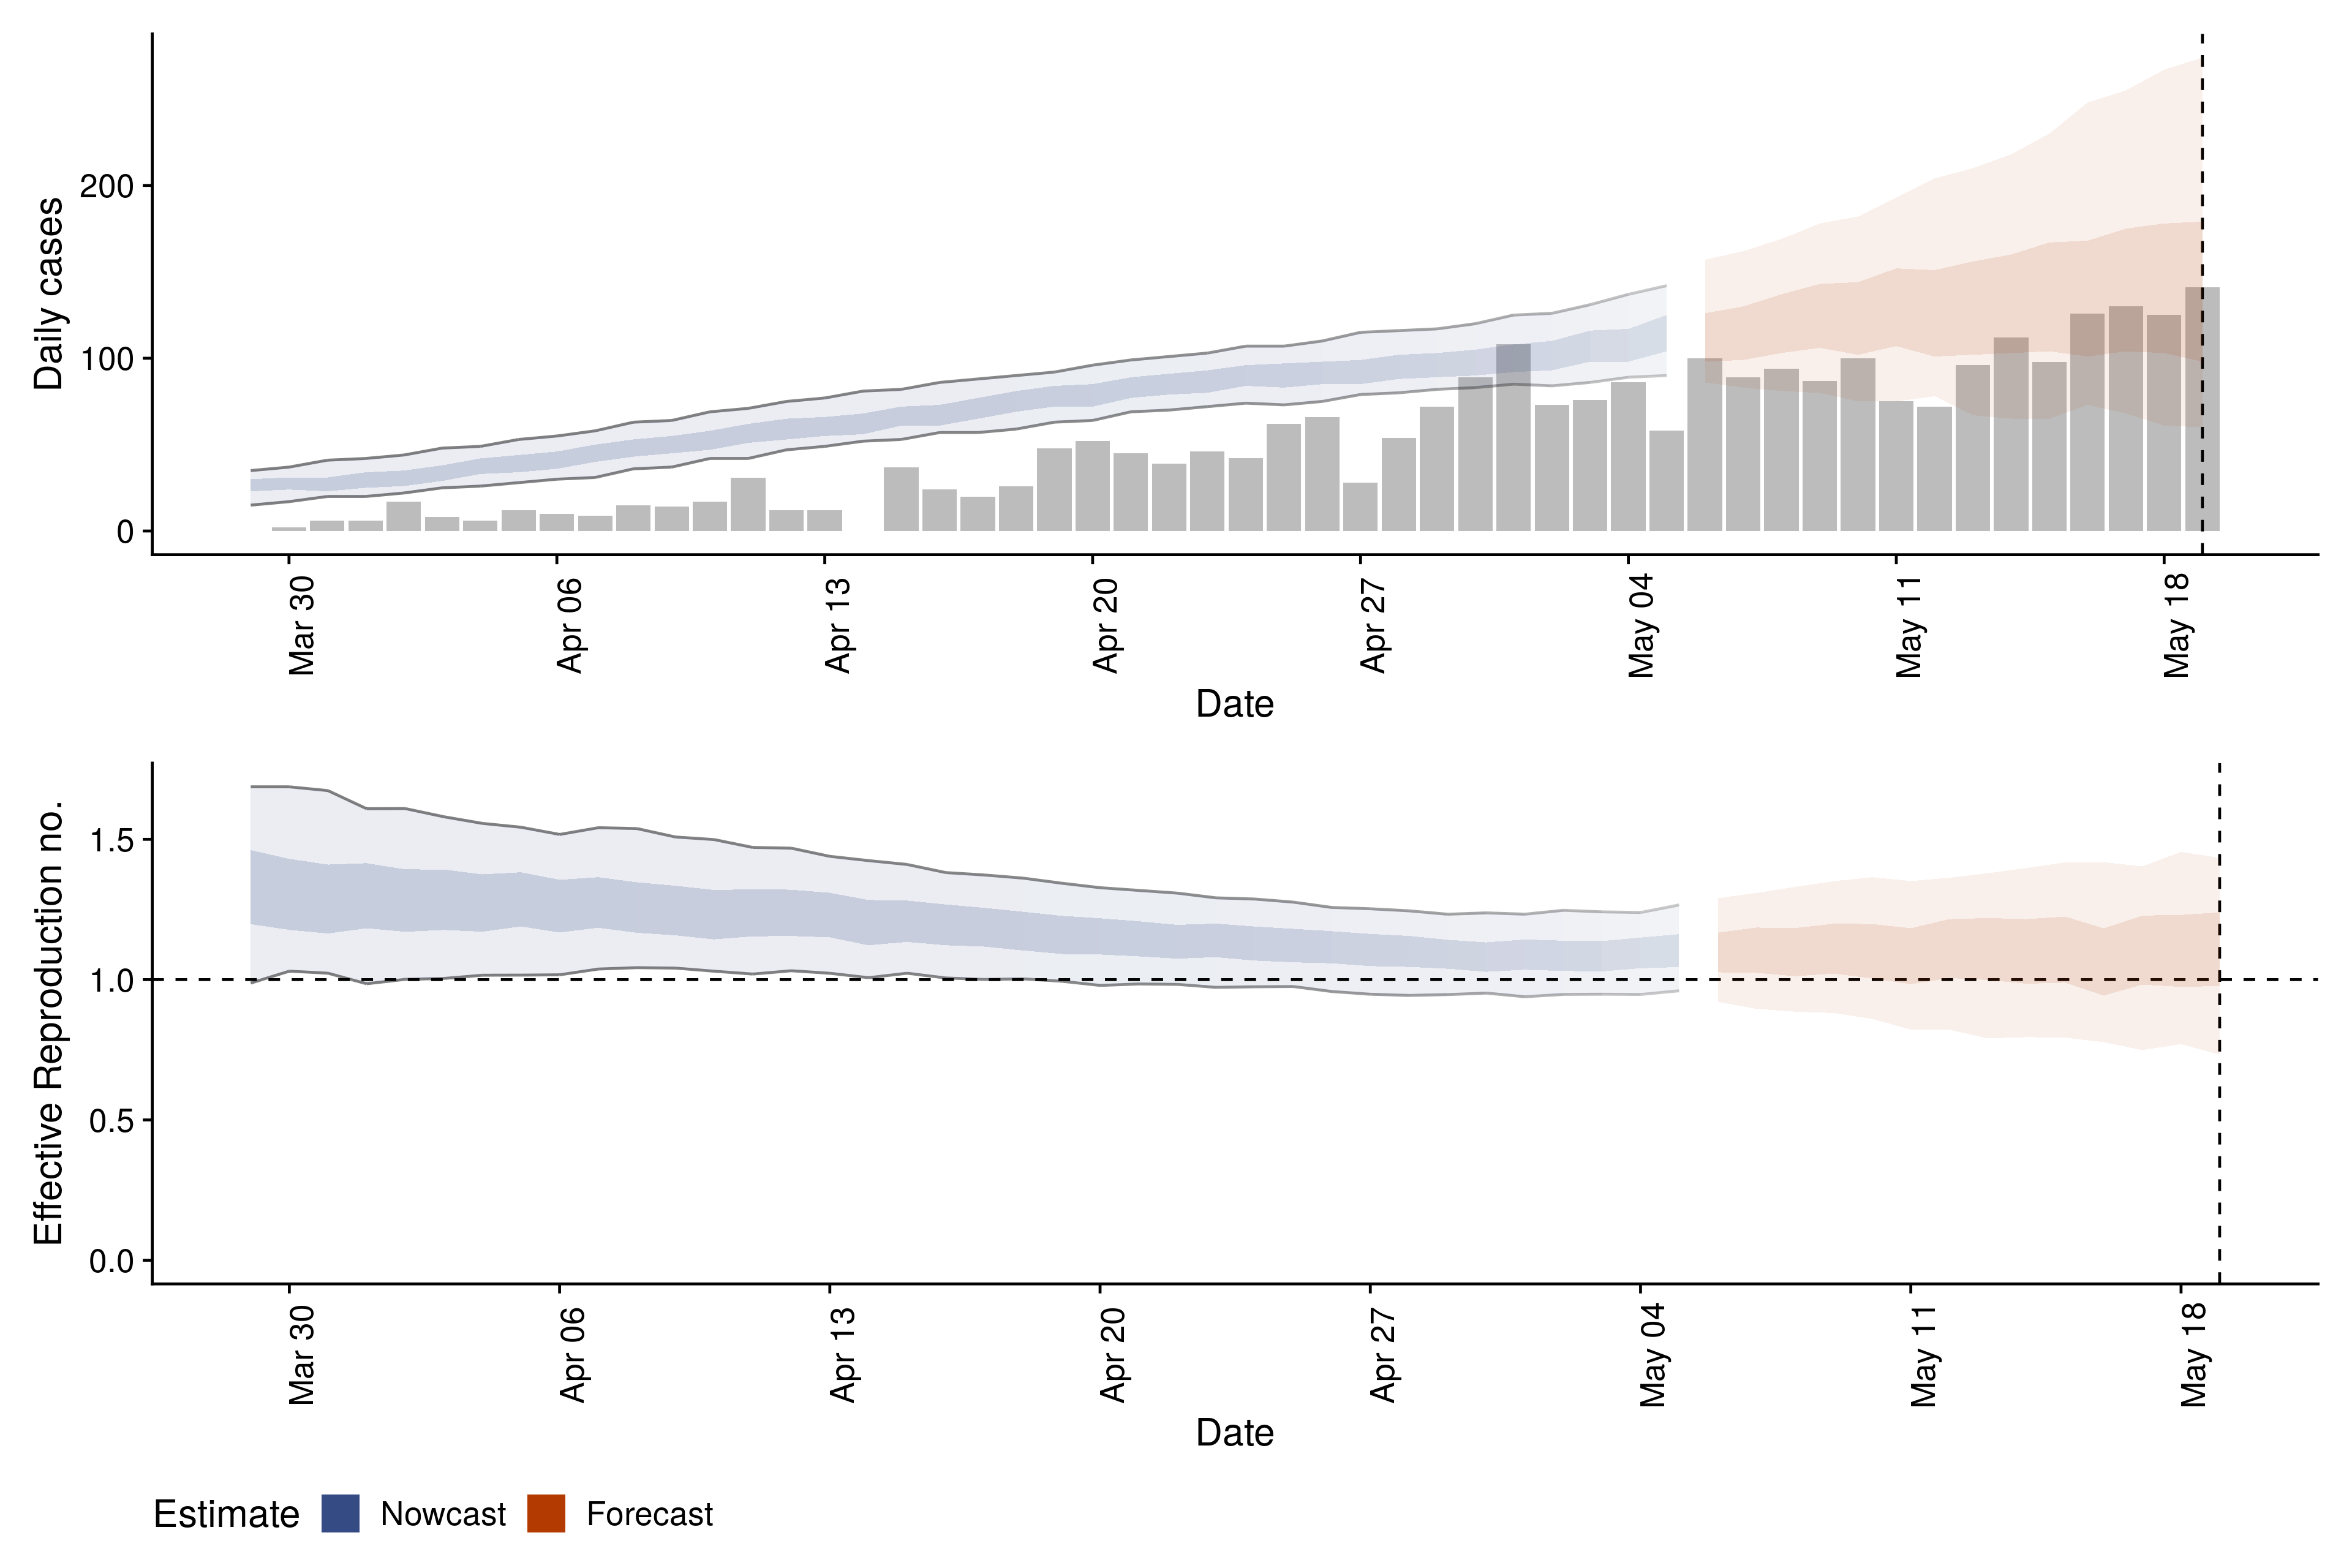 Daily cases
200
100
0
Mar 30
Apr 06
Apr 13
Apr 20
Apr 27
May 04
May 11
May 18
Date
Effective Reproduction no.
1.5
1.0
0.5
0.0
Mar 30
Apr 06
Apr 13
Apr 20
Apr 27
May 04
May 11
May 18
Date
Estimate Nowcast Forecast